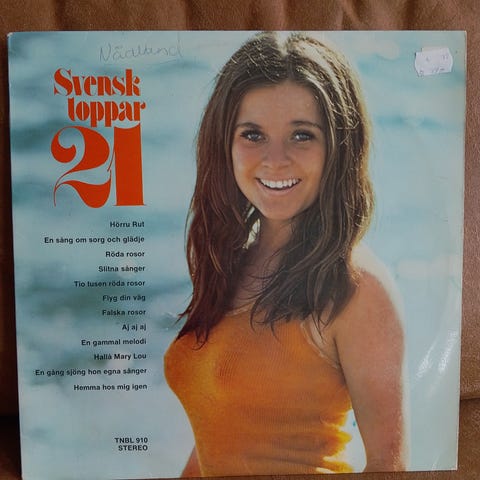 Svensk
toppar
21
Hörru Rut
En sång om sorg och glädje
Röda rosor
Slitna sånger
Tio tusen röda rosor
Flyg din väg
Falska rosor
Aj aj aj
En gammal melodi
Hallå Mary Lou
En gång sjöng hon egna sånger
Hemma hos mig igen
TNBL 910
STEREO